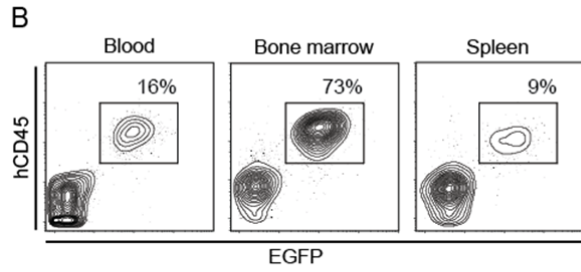 B
Blood
Bone marrow
Spleen
16%
73%
9%
hCD45
EGFP